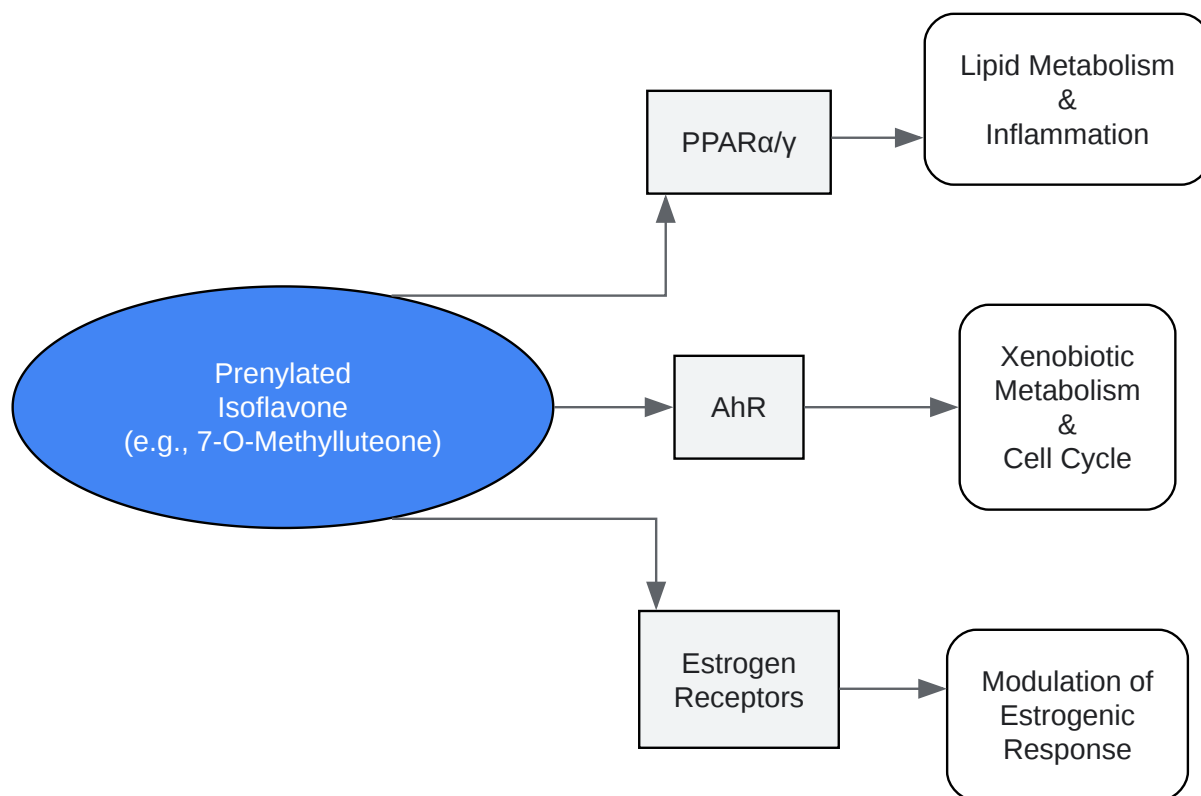 Lipid Metabolism
&
Inflammation
PPARα/γ
Prenylated
Isoflavone
(e.g., 7-O-Methylluteone)
AhR
Xenobiotic
Metabolism
&
Cell Cycle
Estrogen
Receptors
Modulation of
Estrogenic
Response